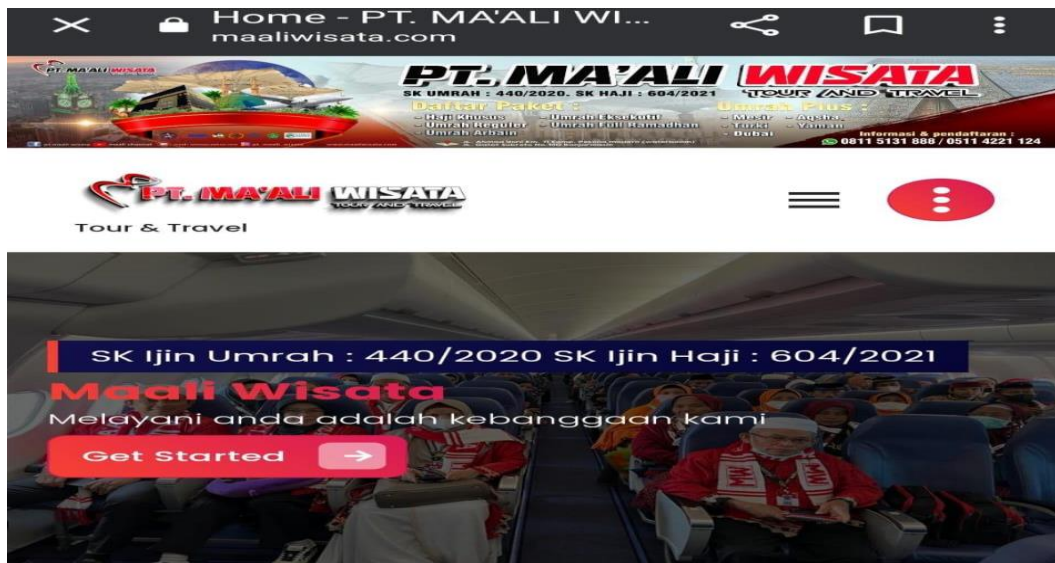 Home - PT. MA'ALI WI...
maaliwisata.com
PT. MA'ALI WISATA
PT. MA'ALI WISATA
TOUR AND TRAVEL
SK UMRAH : 440/2020. SK HAJI : 604/2021
Daftar Paket :
- Haji Khusus
- Umrah Reguler
- Umrah Arbain
- Umrah Eksekutif
- Umrah Full Ramadhan
Umrah Plus :
- Mesir
- Turki
- Dubai
- Aqsha
- Yaman
Informasi & pendaftaran :
0811 5131 888 / 0511 4221 124
PT. MA'ALI WISATA
TOUR AND TRAVEL
Tour & Travel
SK Ijin Umrah : 440/2020 SK Ijin Haji : 604/2021
Maali Wisata
Melayani anda adalah kebanggaan kami
Get Started